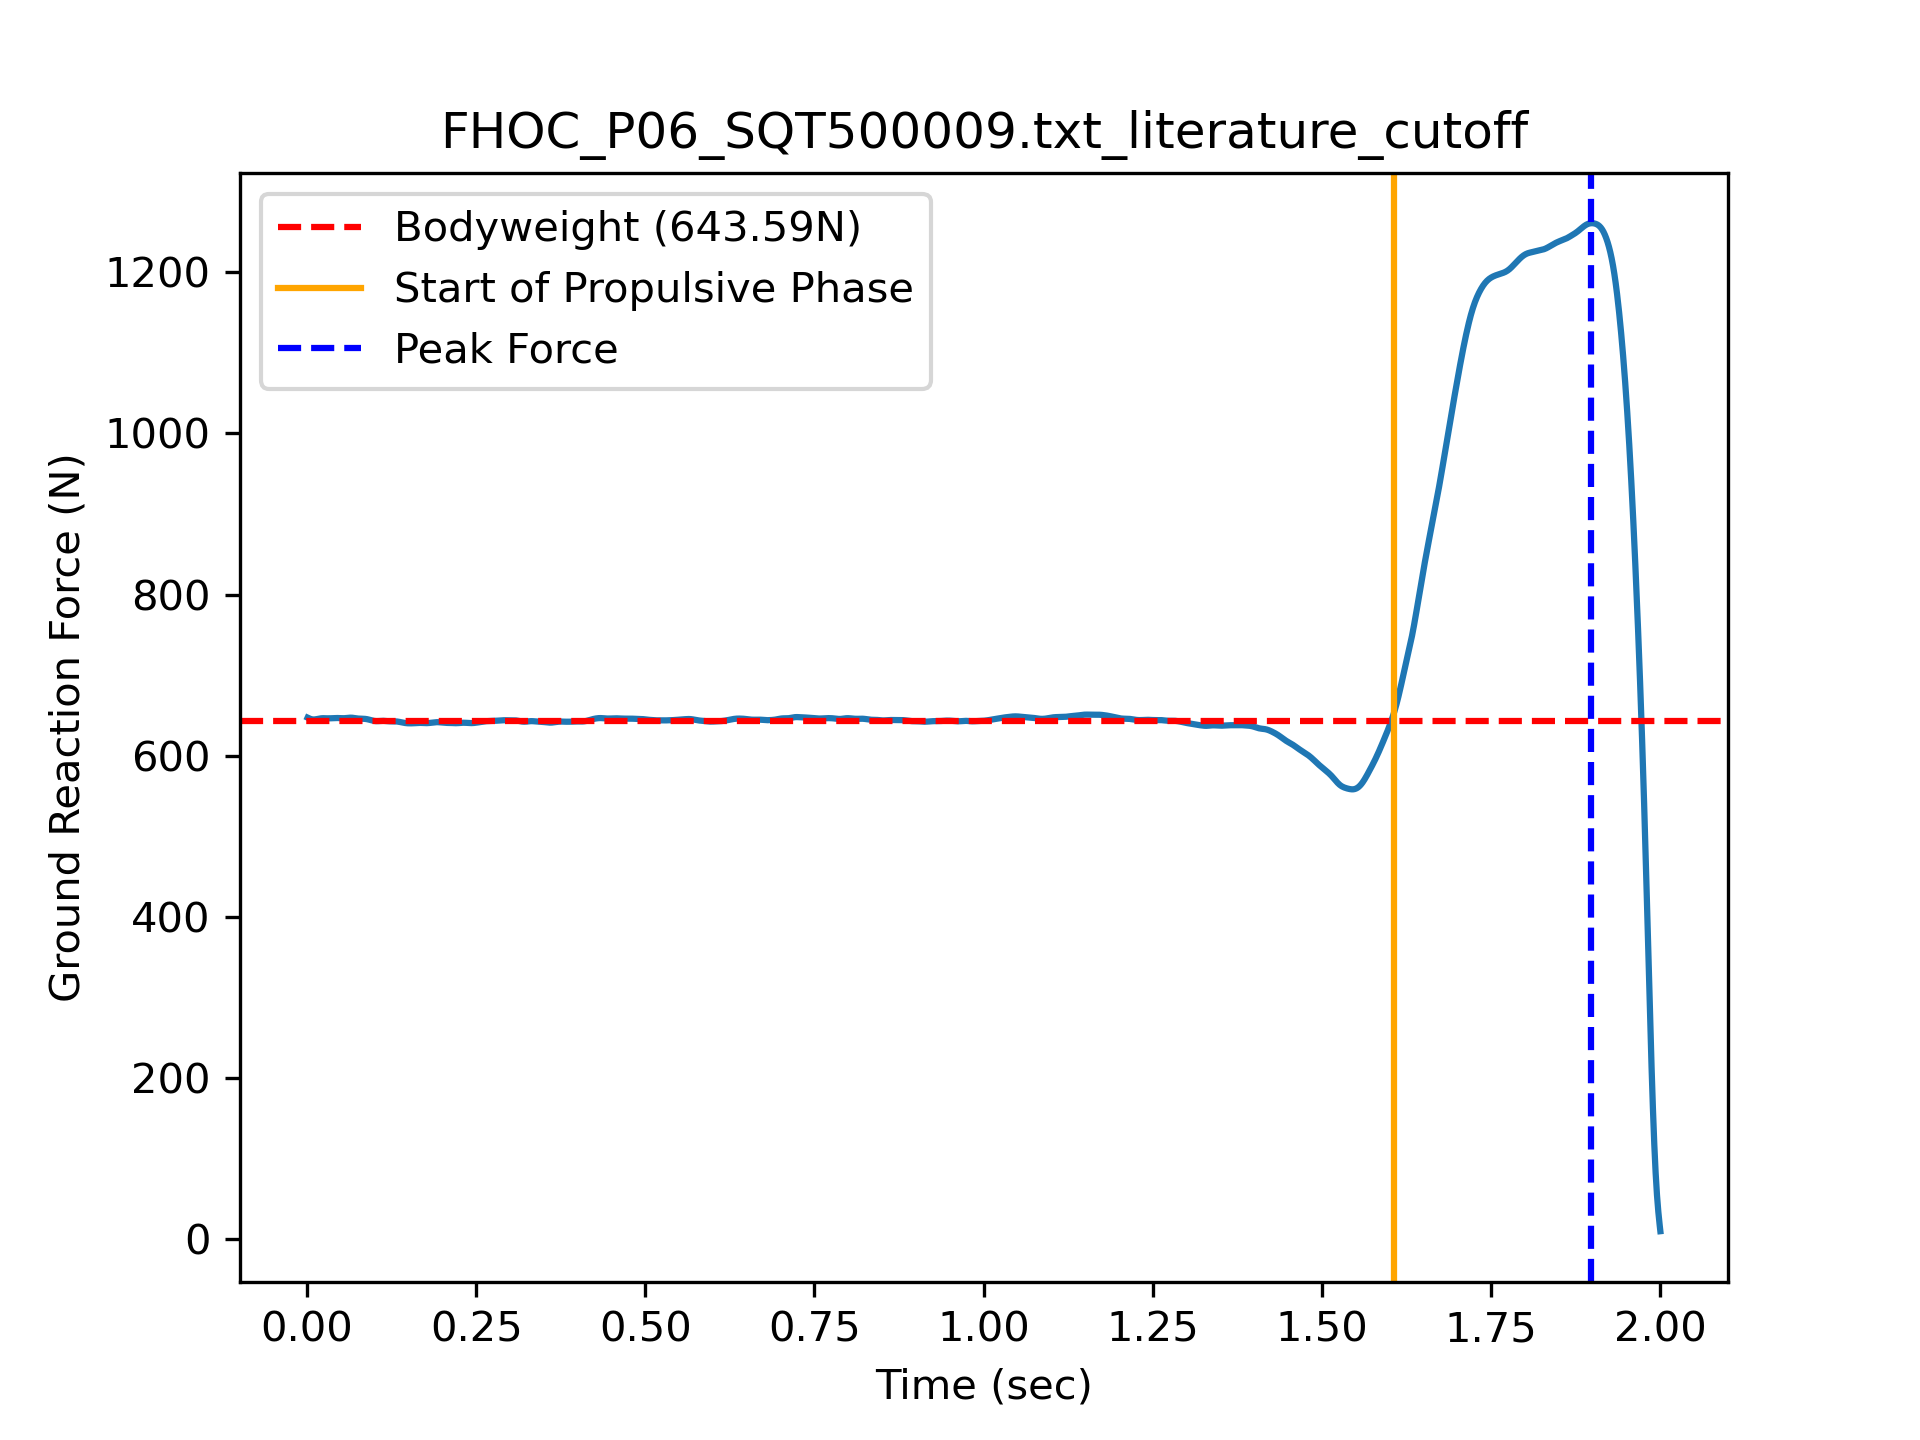 FHOC_P06_SQT500009.txt_literature_cutoff
Bodyweight (643.59N)
Start of Propulsive Phase
Peak Force
Ground Reaction Force (N)
1200
1000
800
600
400
200
0
0.00 0.25 0.50 0.75 1.00 1.25 1.50 1.75 2.00
Time (sec)